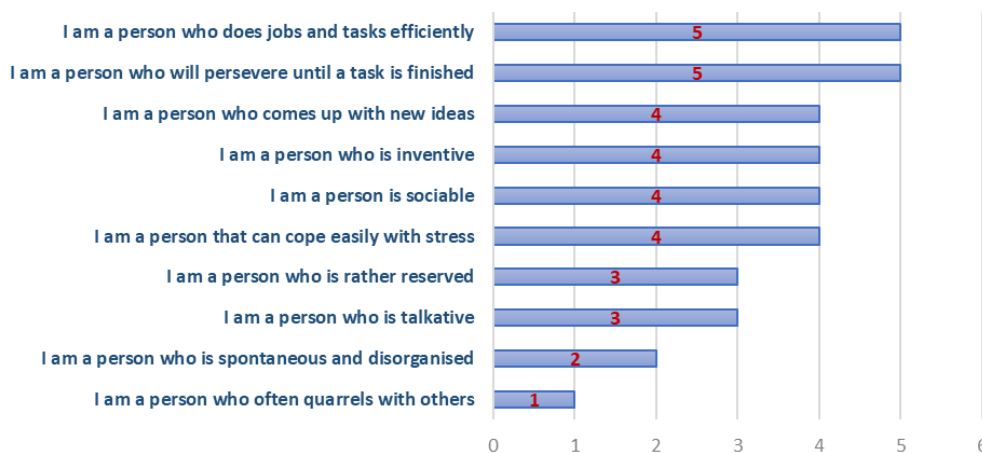 I am a person who does jobs and tasks efficiently 5
I am a person who will persevere until a task is finished 5
I am a person who comes up with new ideas 4
I am a person who is inventive 4
I am a person is sociable 4
I am a person that can cope easily with stress 4
I am a person who is rather reserved 3
I am a person who is talkative 3
I am a person who is spontaneous and disorganised 2
I am a person who often quarrels with others 1
0 1 2 3 4 5 6